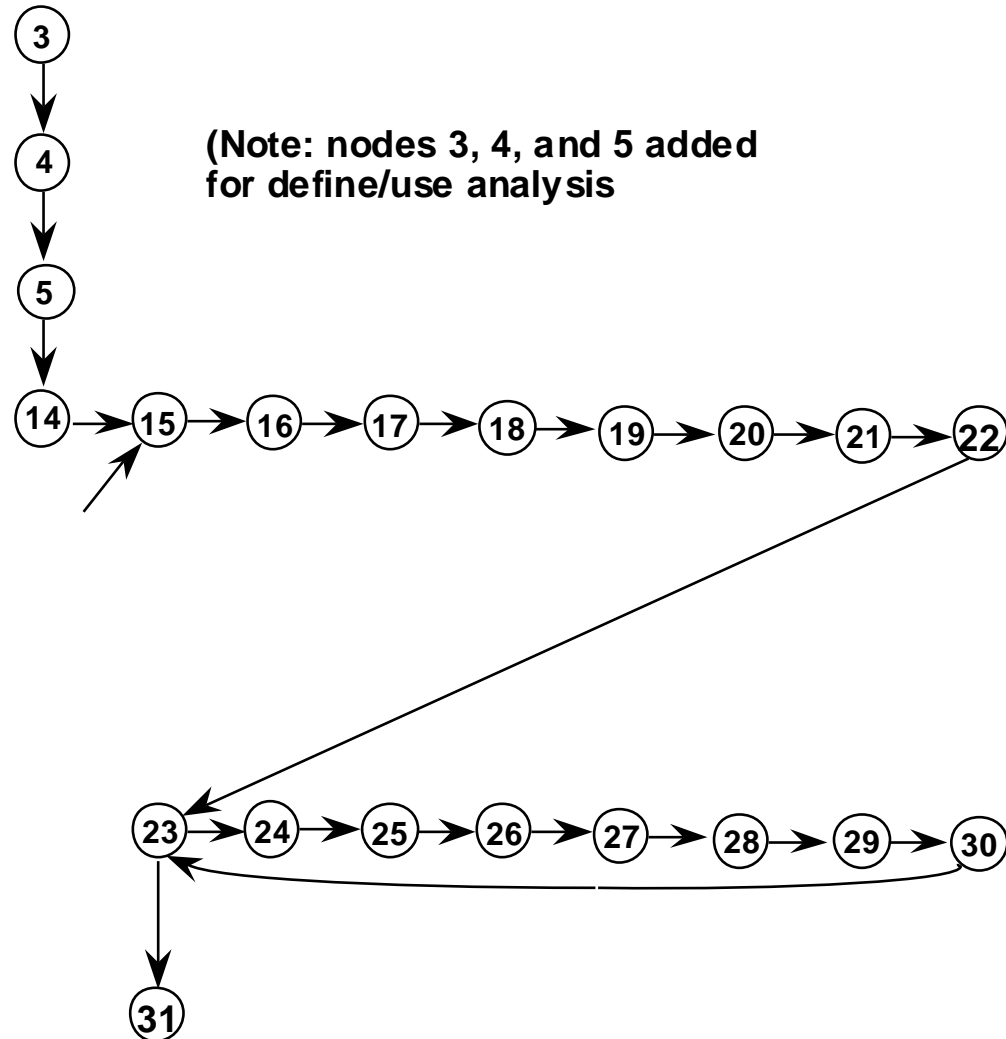 3
4
(Note: nodes 3, 4, and 5 added
for define/use analysis
5
14 15 16 17 18 19 20 21 22
23 24 25 26 27 28 29 30
31